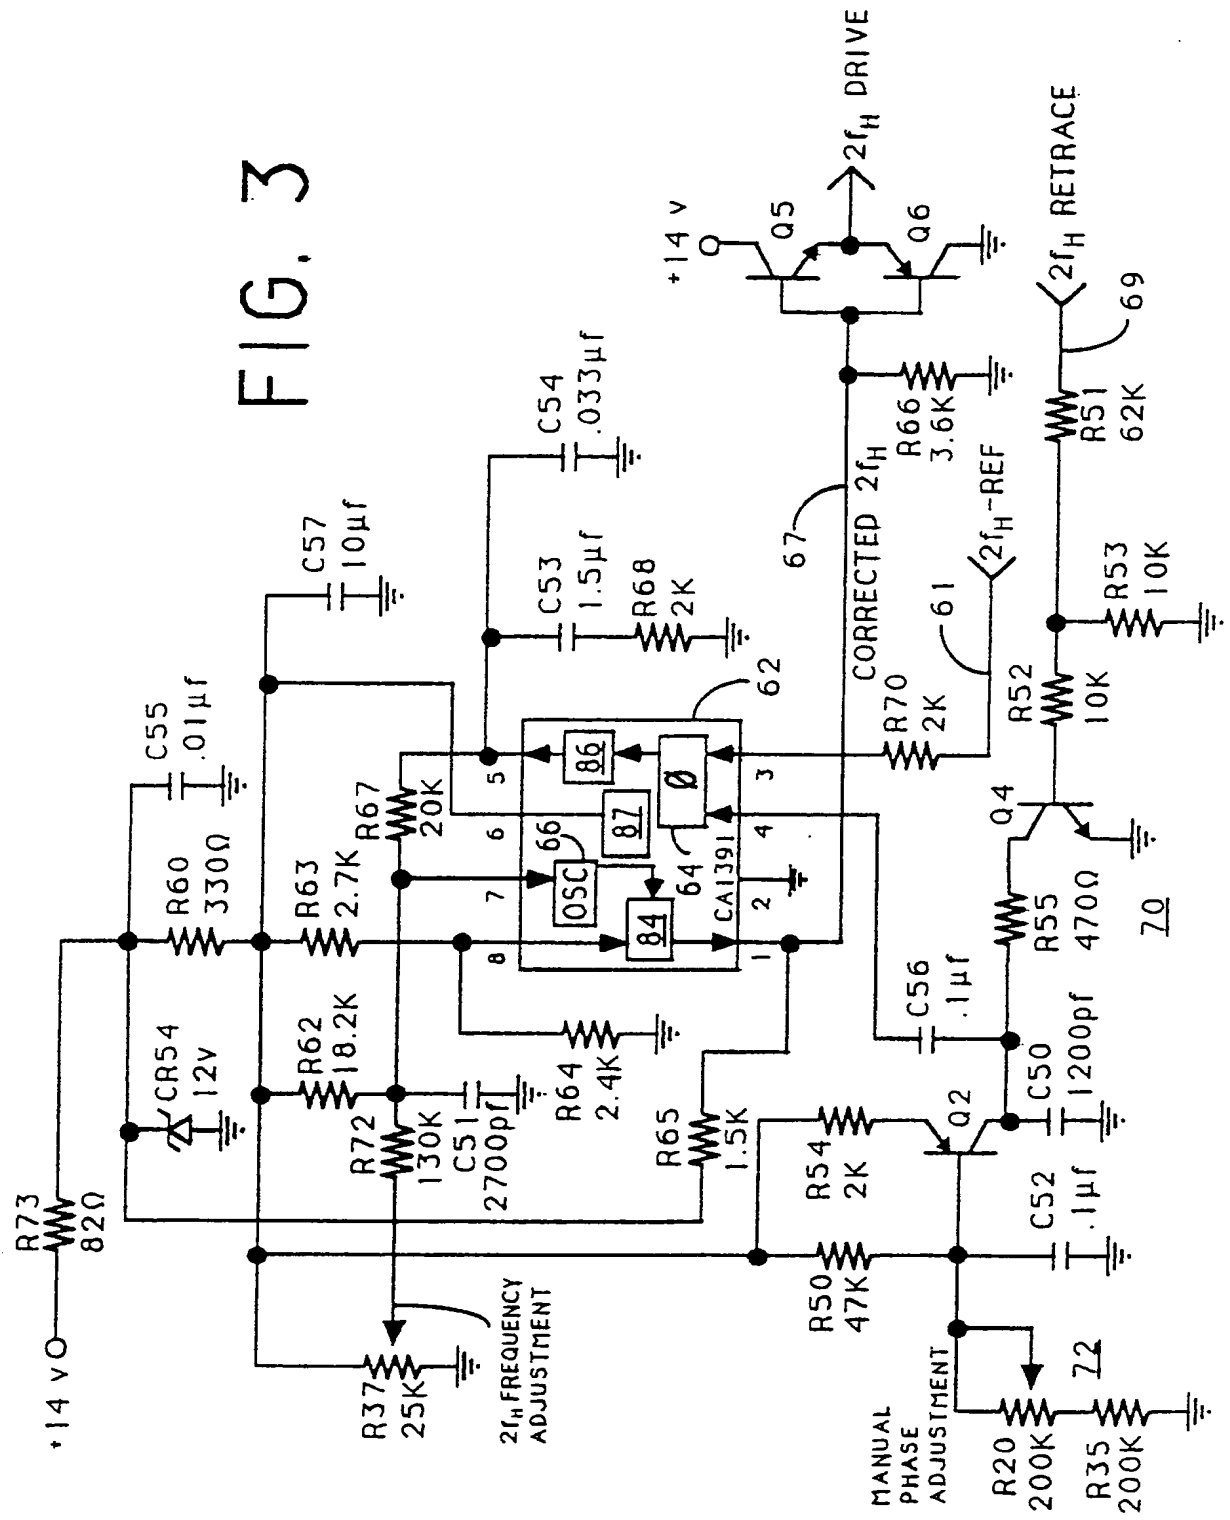 FIG. 3
+14 v
R73
82Ω
CR54
12v
C55
.01µf
R60
330Ω
C57
10µf
R62
18.2K
R63
2.7K
R67
20K
C54
.033µf
C53
1.5µf
R68
2K
R37
25K
2fH FREQUENCY
ADJUSTMENT
R72
130K
C51
2700pf
R64
2.4K
8
7
6
5
66
OSC
87
86
84
64
Ø
62
CA1391
1
2
4
3
R65
1.5K
67
CORRECTED 2fH
R66
3.6K
+14 v
Q5
Q6
2fH DRIVE
R70
2K
61
2fH-REF
R50
47K
R54
2K
Q2
C56
.1µf
C52
.1µf
C50
1200pf
R55
470Ω
70
Q4
R52
10K
R53
10K
R51
62K
69
2fH RETRACE
MANUAL
PHASE
ADJUSTMENT
72
R20
200K
R35
200K